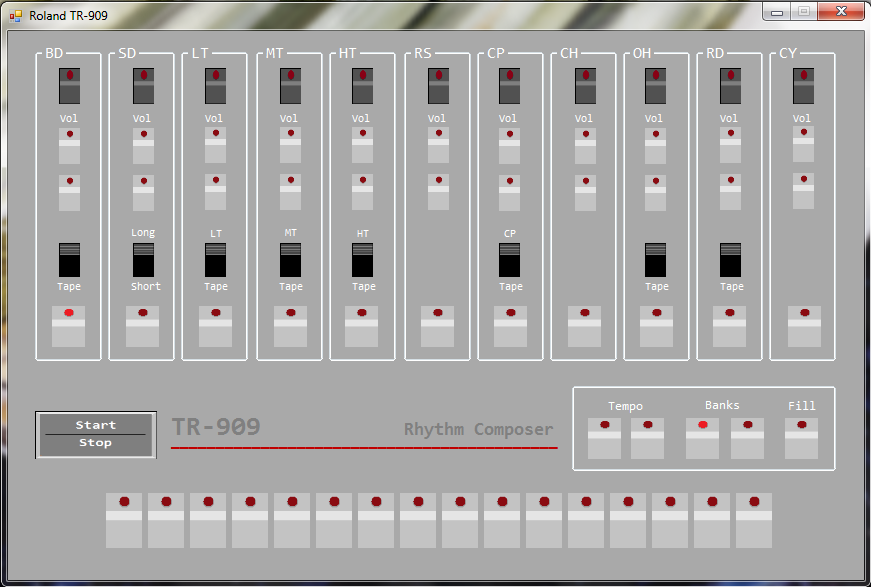 Roland TR-909
BD SD LT MT HT RS CP CH OH RD CY
Vol Vol Vol Vol Vol Vol Vol Vol Vol Vol Vol
Long LT MT HT CP
Tape Short Tape Tape Tape Tape Tape Tape
Start
Stop
TR-909 Rhythm Composer
Tempo Banks Fill